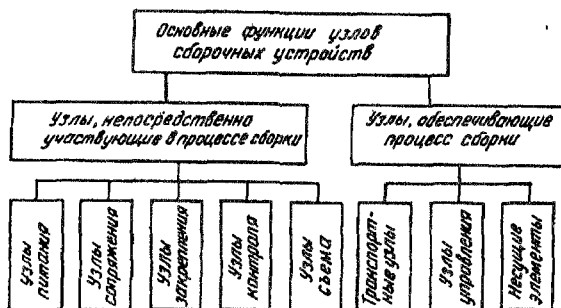 Основные функции узлов
сборочных устройств
Узлы, непосредственно
участвующие в процессе сборки
Узлы, обеспечивающие
процесс сборки
Узлы
питания
Узлы
сопряжения
Узлы
закрепления
Узлы
контроля
Узлы
съема
Транспорт-
ные узлы
Узлы
управления
Несущие
элементы